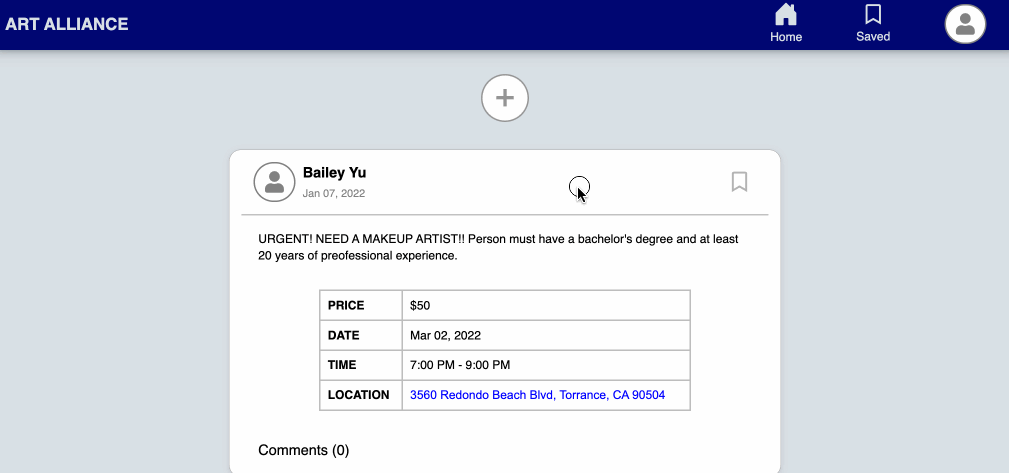 ART ALLIANCE
Home
Saved
Bailey Yu
Jan 07, 2022
URGENT! NEED A MAKEUP ARTIST!! Person must have a bachelor's degree and at least
20 years of preofessional experience.
PRICE $50
DATE Mar 02, 2022
TIME 7:00 PM - 9:00 PM
LOCATION 3560 Redondo Beach Blvd, Torrance, CA 90504
Comments (0)